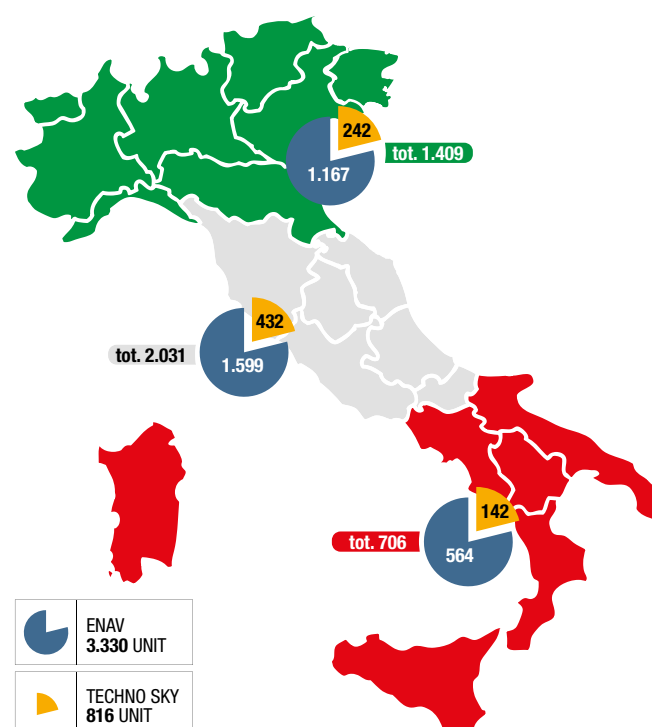 242
tot. 1.409
1.167
432
tot. 2.031
1.599
142
tot. 706
564
ENAV
3.330 UNIT
TECHNO SKY
816 UNIT